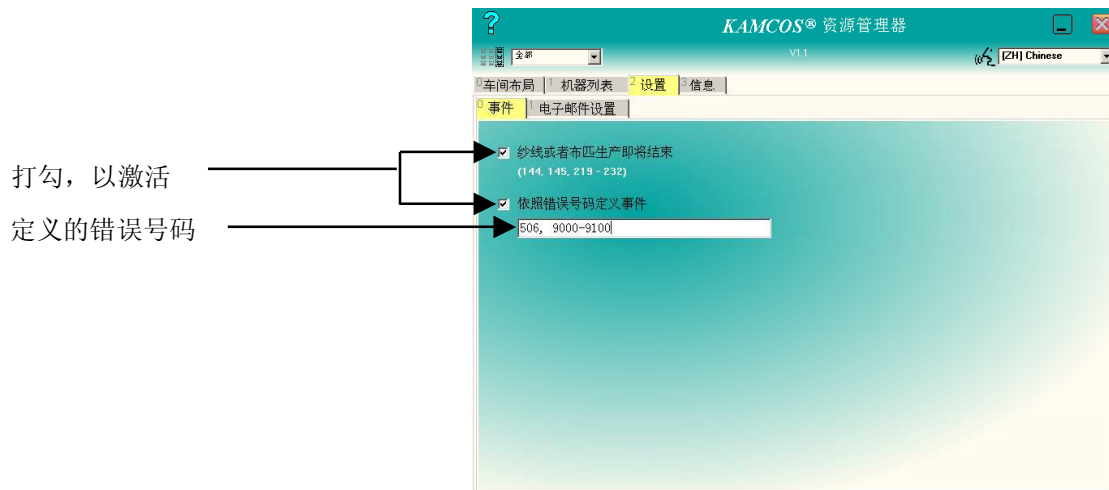 ? KAMCOS® 资源管理器
全部 V1.1 [ZH] Chinese
0车间布局 1 机器列表 2 设置 3信息
0 事件 1 电子邮件设置
纱线或者布匹生产即将结束
(144, 145, 219 - 232)
打勾，以激活
依照错误号码定义事件
定义的错误号码
506, 9000-9100